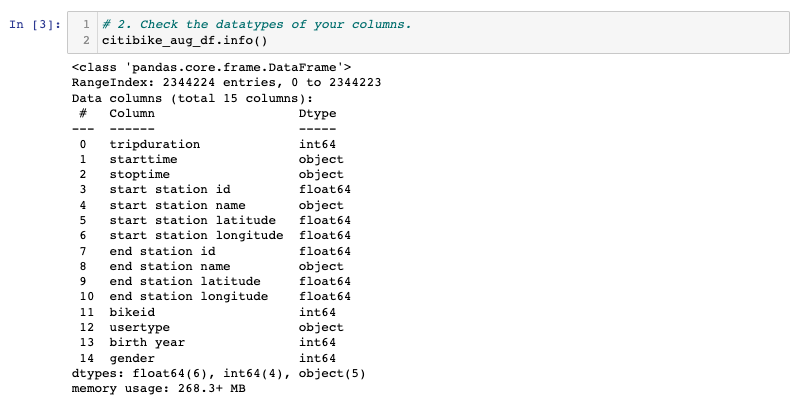 In [3]: 1 # 2. Check the datatypes of your columns.
2 citibike_aug_df.info()
<class 'pandas.core.frame.DataFrame'>
RangeIndex: 2344224 entries, 0 to 2344223
Data columns (total 15 columns):
 #   Column                   Dtype
---  ------                   -----
 0   tripduration             int64
 1   starttime                object
 2   stoptime                 object
 3   start station id         float64
 4   start station name       object
 5   start station latitude   float64
 6   start station longitude  float64
 7   end station id           float64
 8   end station name         object
 9   end station latitude     float64
 10  end station longitude    float64
 11  bikeid                   int64
 12  usertype                 object
 13  birth year               int64
 14  gender                   int64
dtypes: float64(6), int64(4), object(5)
memory usage: 268.3+ MB